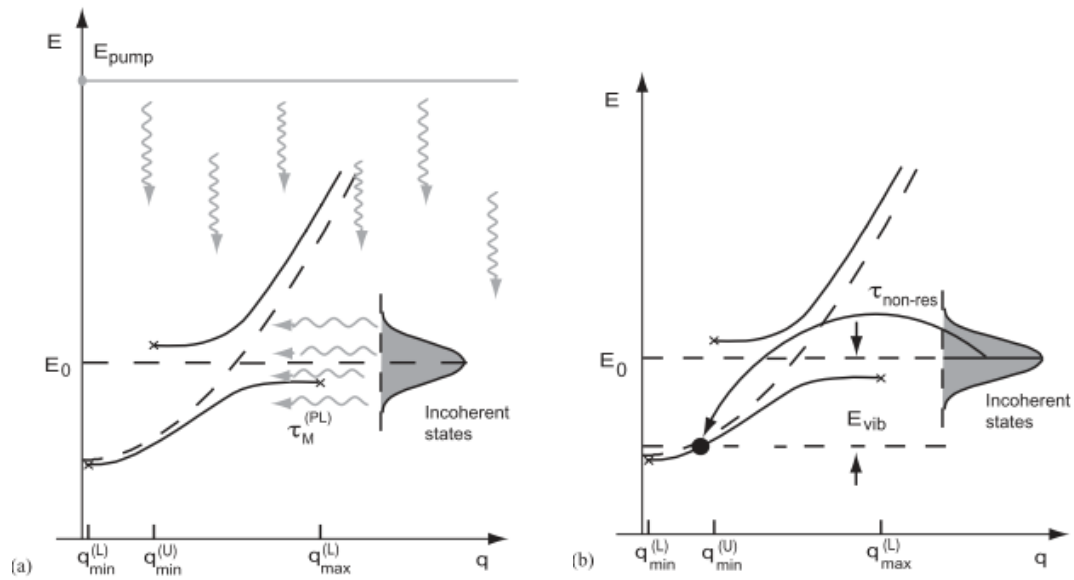 E
E_pump
E_0
τ_M^(PL)
Incoherent
states
q_min^(L)
q_min^(U)
q_max^(L)
q
(a)
E
τ_non-res
E_0
E_vib
Incoherent
states
q_min^(L)
q_min^(U)
q_max^(L)
q
(b)